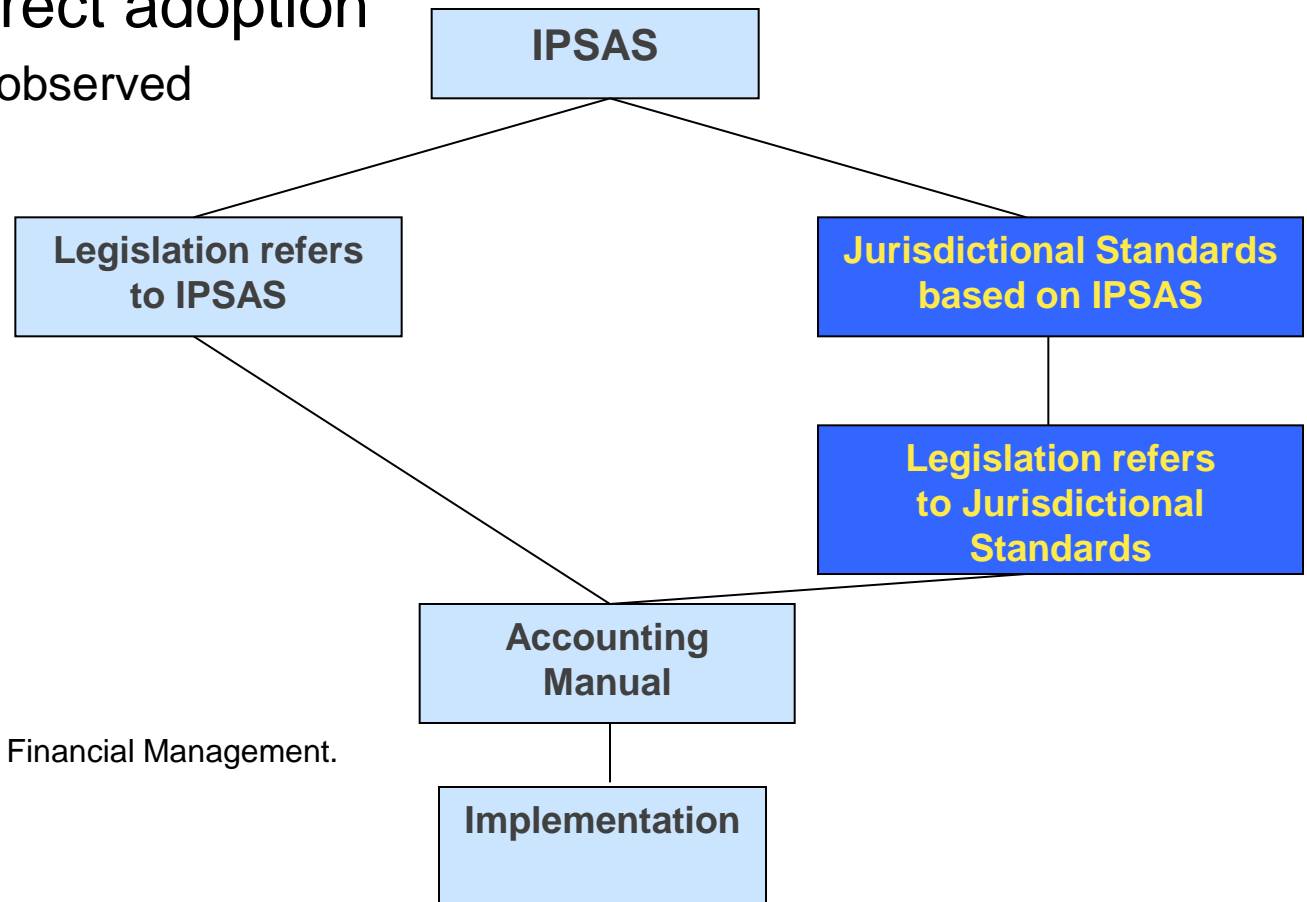 adoption
observed
IPSAS
Legislation refers
to IPSAS
Jurisdictional Standards
based on IPSAS
Legislation refers
to Jurisdictional
Standards
Accounting
Manual
Financial Management.
Implementation